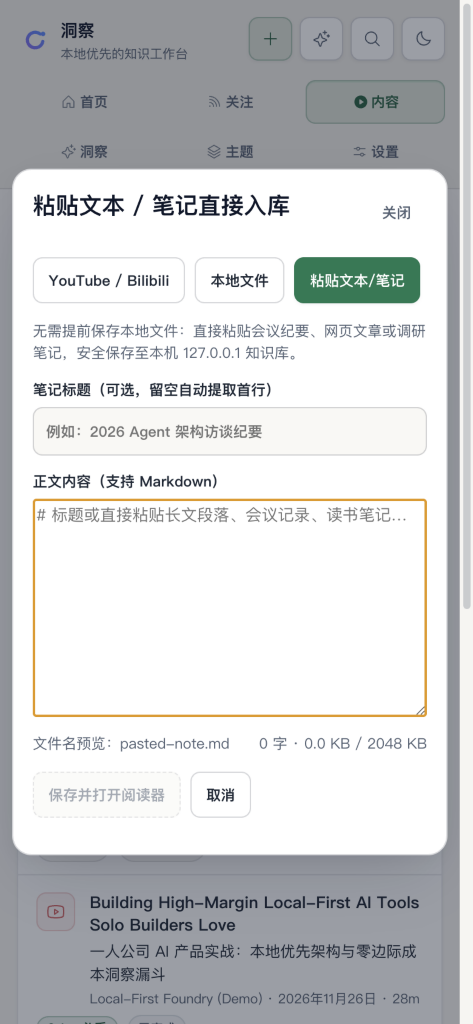 洞察
本地优先的知识工作台
首页
关注
内容
洞察
主题
设置
粘贴文本 / 笔记直接入库
关闭
YouTube / Bilibili
本地文件
粘贴文本/笔记
无需提前保存本地文件：直接粘贴会议纪要、网页文章或调研
笔记，安全保存至本机 127.0.0.1 知识库。
笔记标题（可选，留空自动提取首行）
例如：2026 Agent 架构访谈纪要
正文内容（支持 Markdown）
# 标题或直接粘贴长文段落、会议记录、读书笔记...
文件名预览：pasted-note.md
0 字 · 0.0 KB / 2048 KB
保存并打开阅读器
取消
Building High-Margin Local-First AI Tools
Solo Builders Love
一人公司 AI 产品实战：本地优先架构与零边际成
本洞察漏斗
Local-First Foundry (Demo) · 2026年11月26日 · 28m